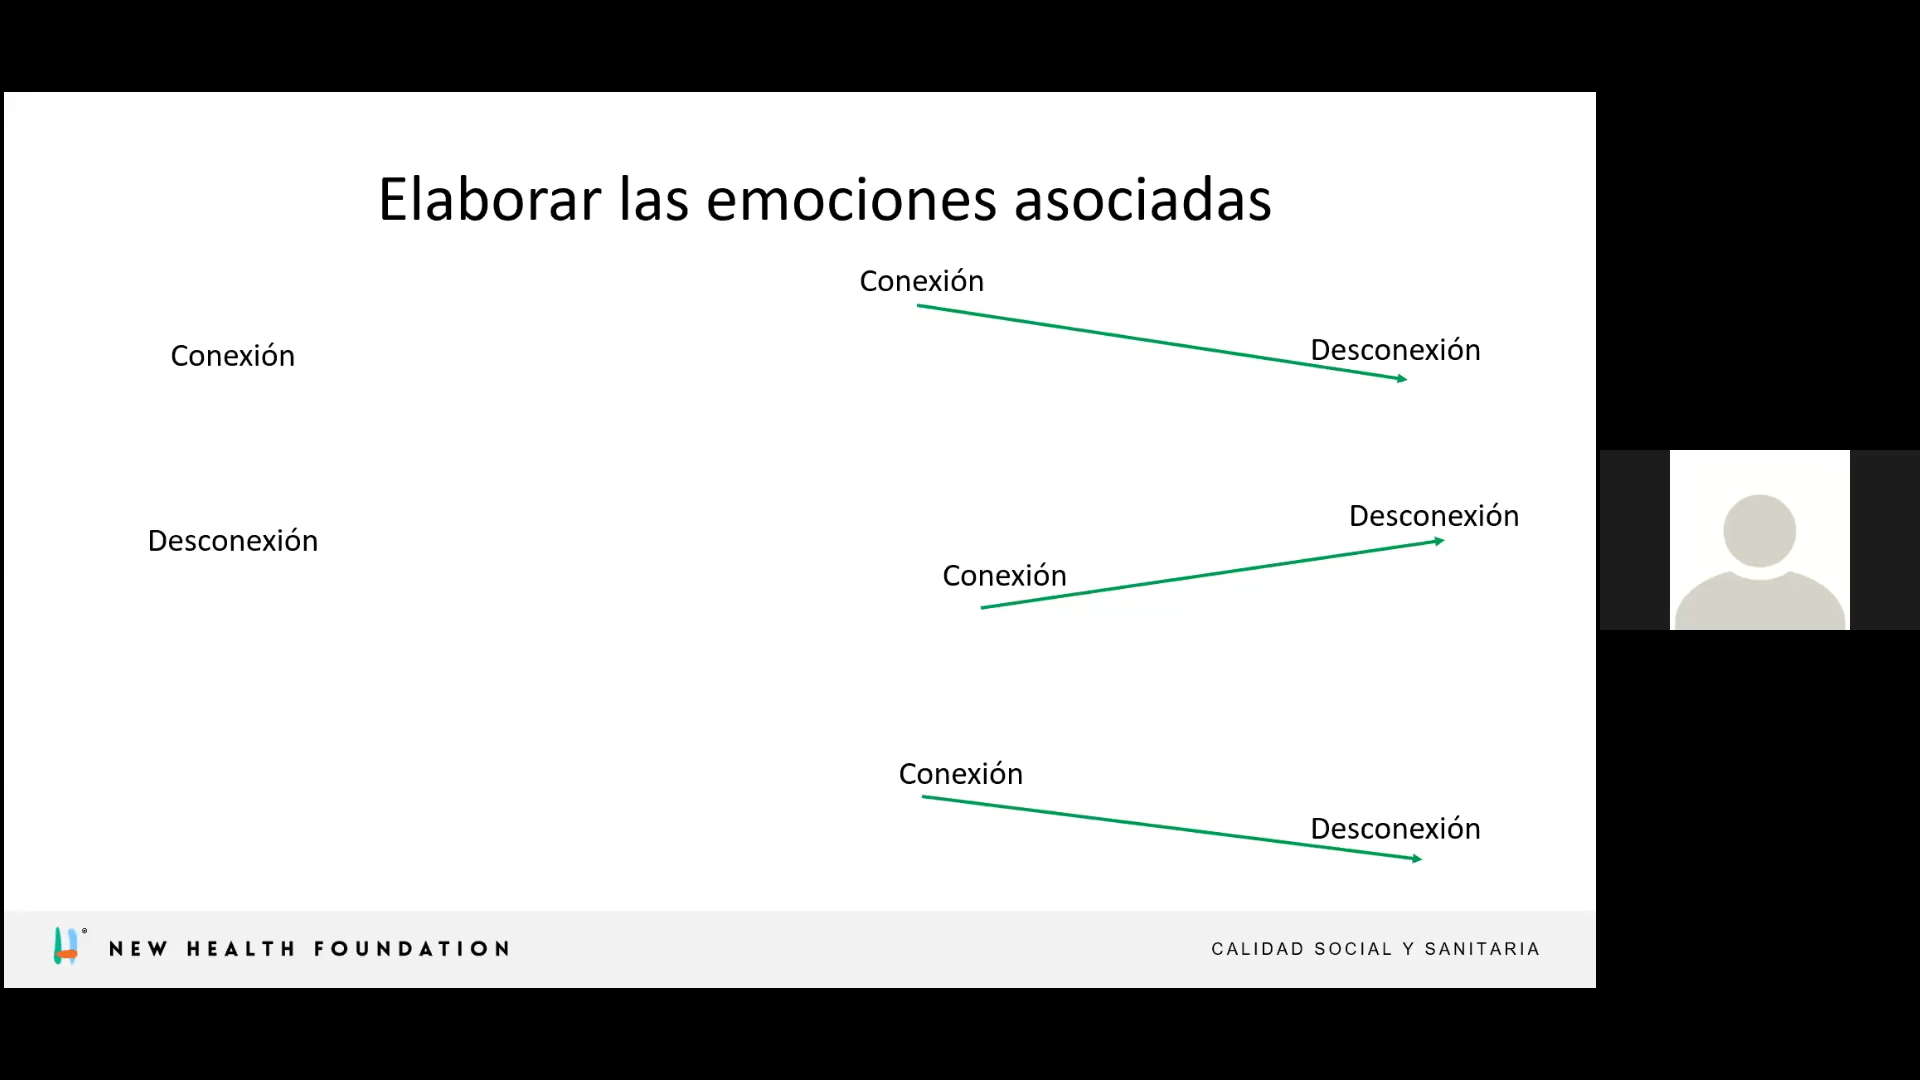 Elaborar las emociones asociadas
Conexión
Desconexión
Conexión
Desconexión
Desconexión
Conexión
Conexión
Desconexión
NEW HEALTH FOUNDATION
CALIDAD SOCIAL Y SANITARIA